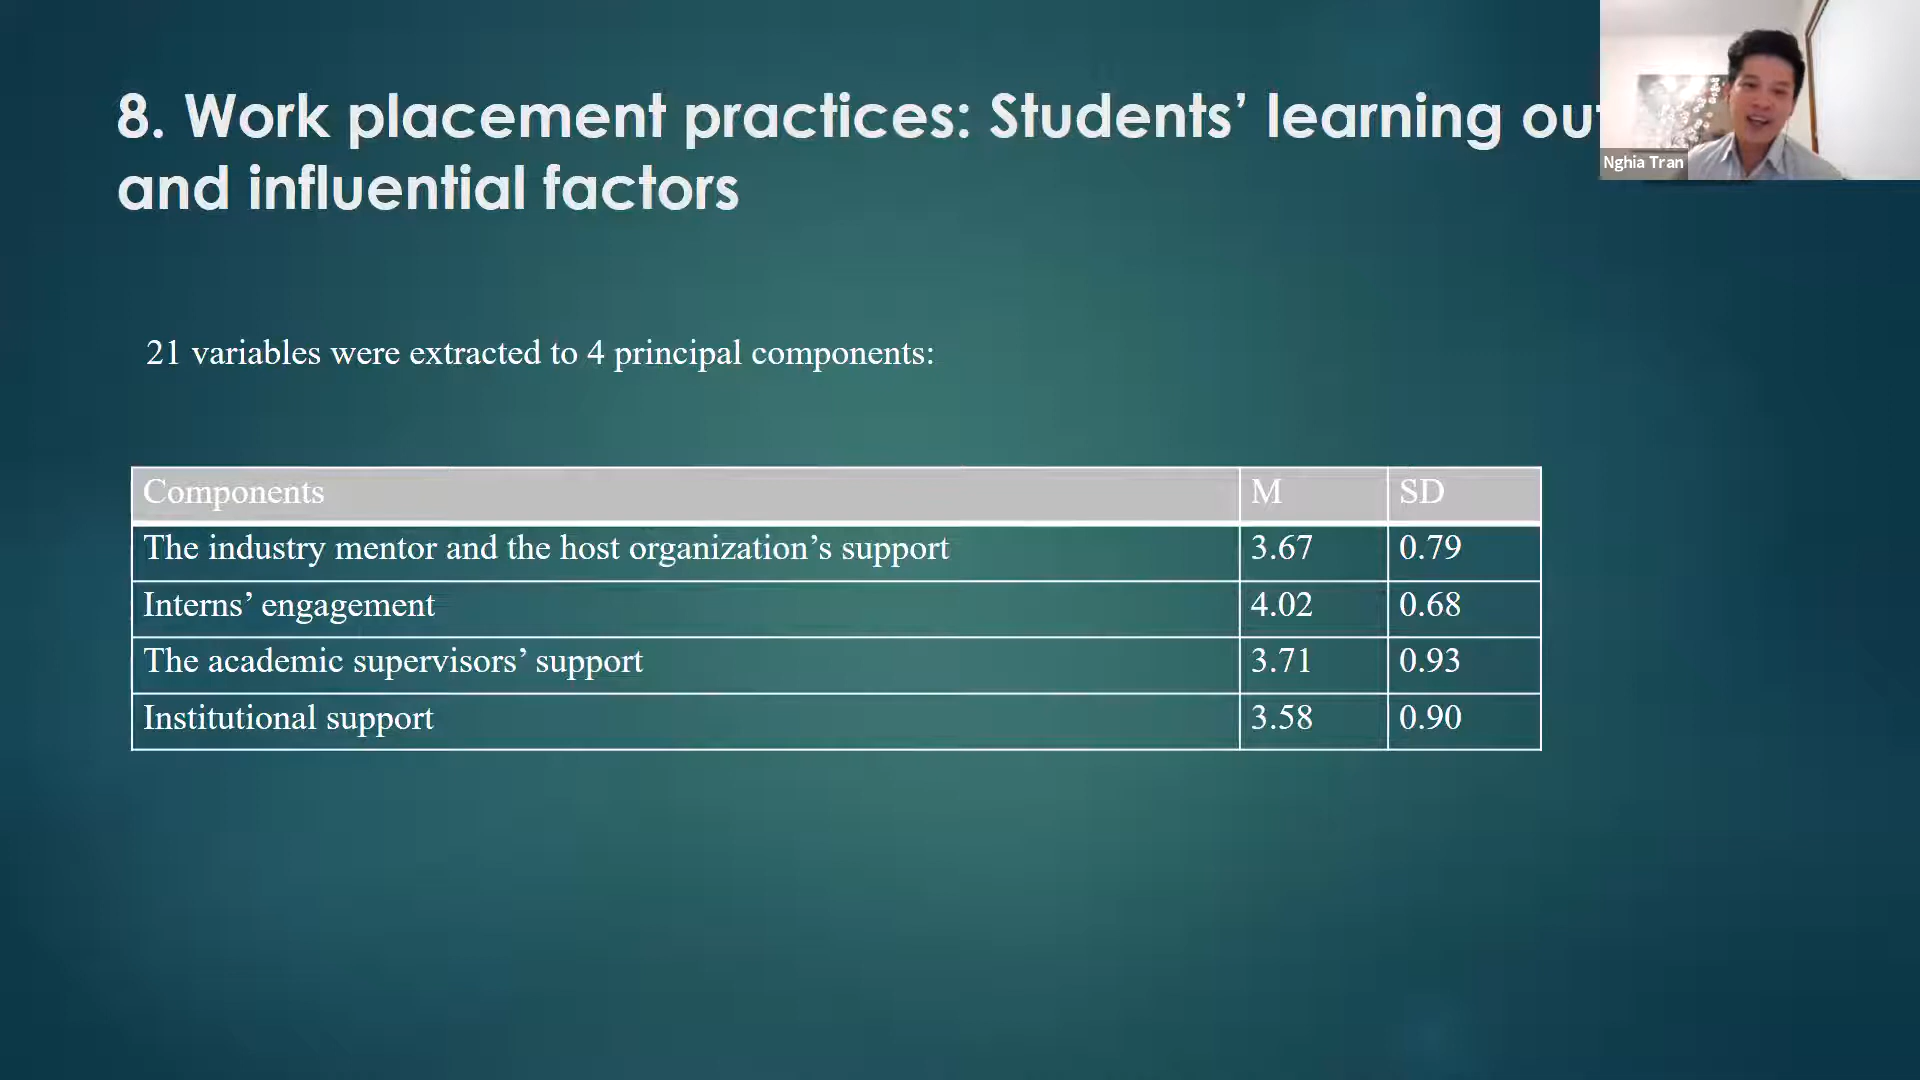 8. Work placement practices: Students’ learning
and influential factors
Nghia Tran
21 variables were extracted to 4 principal components:
Components M SD
The industry mentor and the host organization’s support 3.67 0.79
Interns’ engagement 4.02 0.68
The academic supervisors’ support 3.71 0.93
Institutional support 3.58 0.90